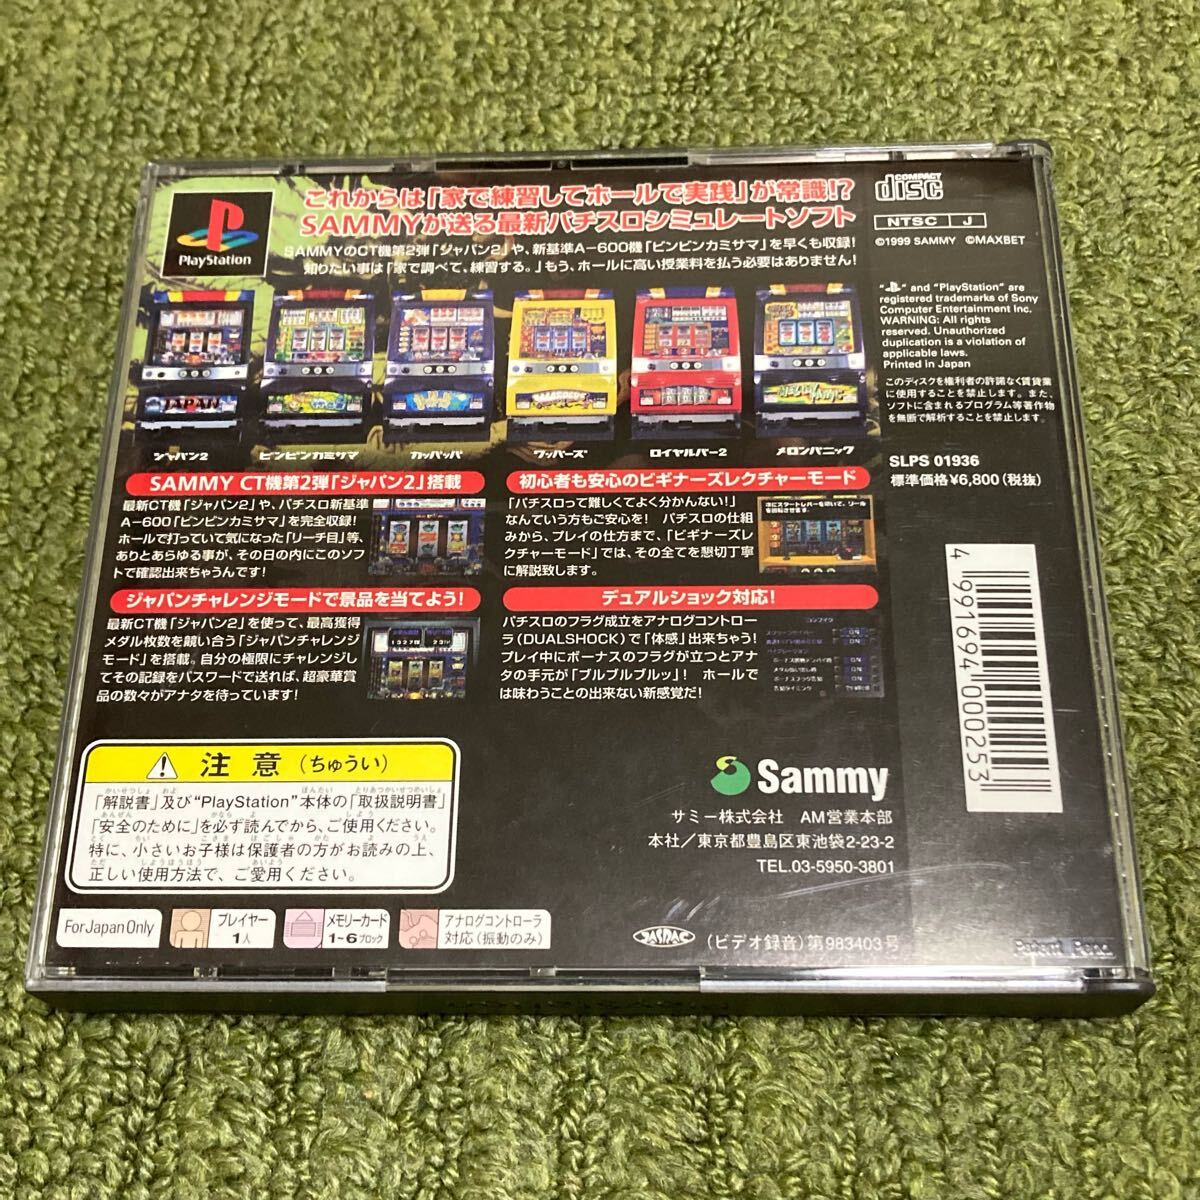 PlayStation
これからは「家で練習してホールで実践」が常識!?
SAMMYが送る最新パチスロシミュレートソフト
SAMMYのCT機第2弾「ジャパン2」や、新基準A-600機「ピンピンカミサマ」を早くも収録!
知りたい事は「家で調べて、練習する。」もう、ホールに高い授業料を払う必要はありません!
COMPACT
disc
NTSC J
©1999 SAMMY ©MAXBET
" " and "PlayStation" are
registered trademarks of Sony
Computer Entertainment Inc.
WARNING: All rights
reserved. Unauthorized
duplication is a violation of
applicable laws.
Printed in Japan
このディスクを権利者の許諾なく賃貸業
に使用することを禁止します。また、
ソフトに含まれるプログラム等著作物
を無断で解析することを禁止します。
SLPS 01936
標準価格¥6,800(税抜)
JAPAN
ジャパン2
ピンピンカミサマ
カッパッパ
ワッパーズ
ロイヤルバー2
メロンパニック
SAMMY CT機第2弾「ジャパン2」搭載
最新CT機「ジャパン2」や、パチスロ新基準
A-600「ピンピンカミサマ」を完全収録!
ホールで打っていて気になった「リーチ目」等、
ありとあらゆる事が、その日の内にこのソフ
トで確認出来ちゃうんです!
初心者も安心のビギナーズレクチャーモード
「パチスロって難しくてよく分かんない!」
なんていう方もご安心を! パチスロの仕組
みから、プレイの仕方まで、「ビギナーズレ
クチャーモード」では、その全てを懇切丁寧
に解説致します。
ジャパンチャレンジモードで景品を当てよう!
最新CT機「ジャパン2」を使って、最高獲得
メダル枚数を競い合う「ジャパンチャレンジ
モード」を搭載。自分の極限にチャレンジし
てその記録をパスワードで送れば、超豪華賞
品の数々がアナタを待っています!
デュアルショック対応!
パチスロのフラグ成立をアナログコントロー
ラ(DUALSHOCK)で「体感」出来ちゃう!
プレイ中にボーナスのフラグが立つとアナ
タの手元が「ブルブルブルッ」! ホールで
は味わうことの出来ない新感覚だ!
4 991694 000253
注意(ちゅうい)
「解説書」及び"PlayStation"本体の「取扱説明書」
「安全のために」を必ず読んでから、ご使用ください。
特に、小さいお子様は保護者の方がお読みの上、
正しい使用方法で、ご愛用ください。
Sammy
サミー株式会社 AM営業本部
本社/東京都豊島区東池袋2-23-2
TEL.03-5950-3801
For Japan Only
プレイヤー
1人
メモリーカード
1~6ブロック
アナログコントローラ
対応(振動のみ)
JASRAC
(ビデオ録音)第983403号
Patent Pend.